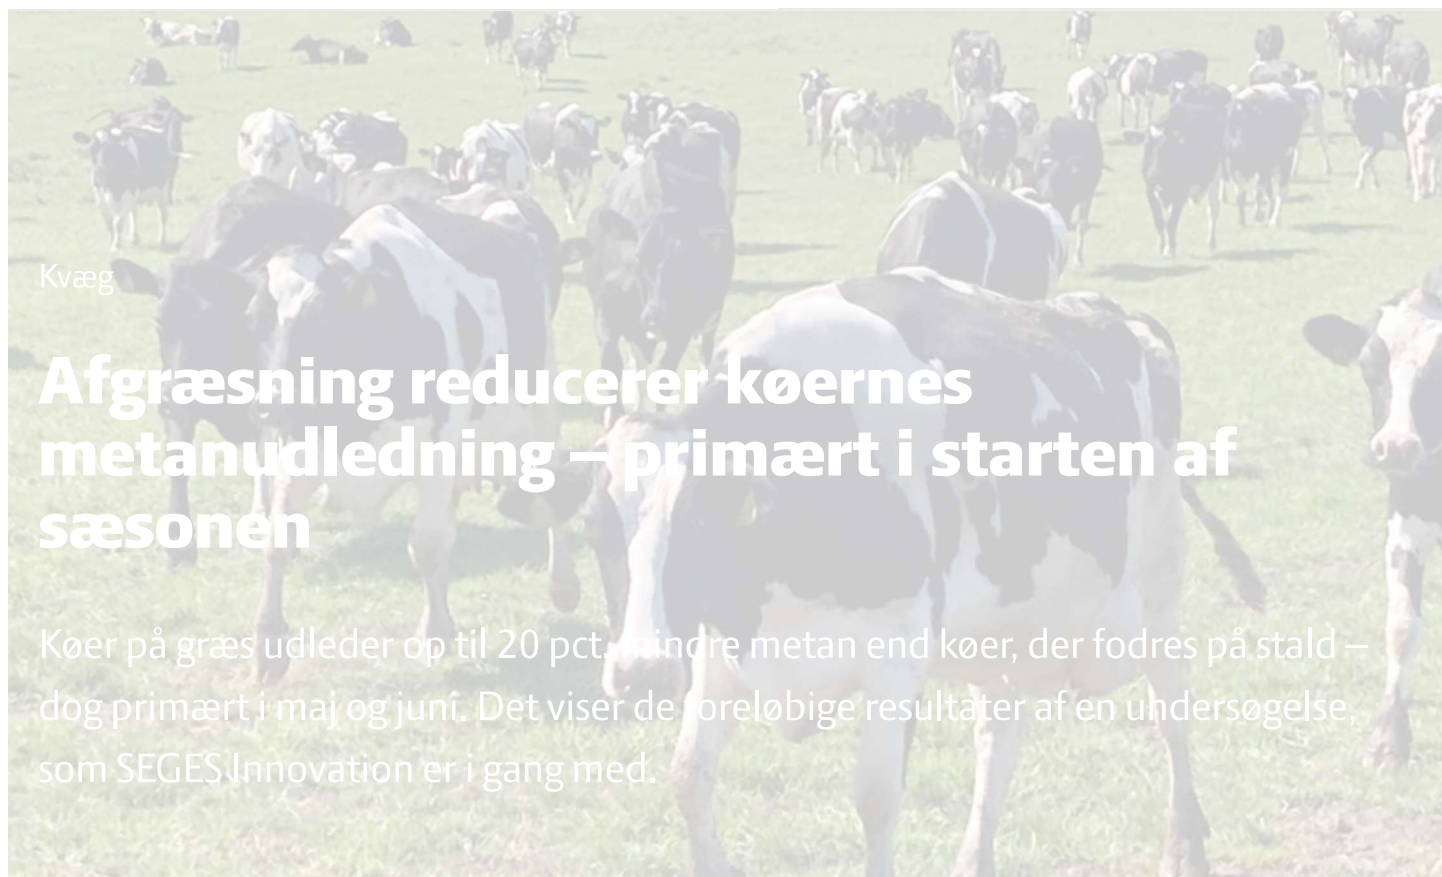 Kvæg
Afgræsning reducerer køernes
metanudledning – primært i starten af
sæsonen
Køer på græs udleder op til 20 pct. mindre metan end køer, der fodres på stald –
dog primært i maj og juni. Det viser de foreløbige resultater af en undersøgelse,
som SEGES Innovation er i gang med.